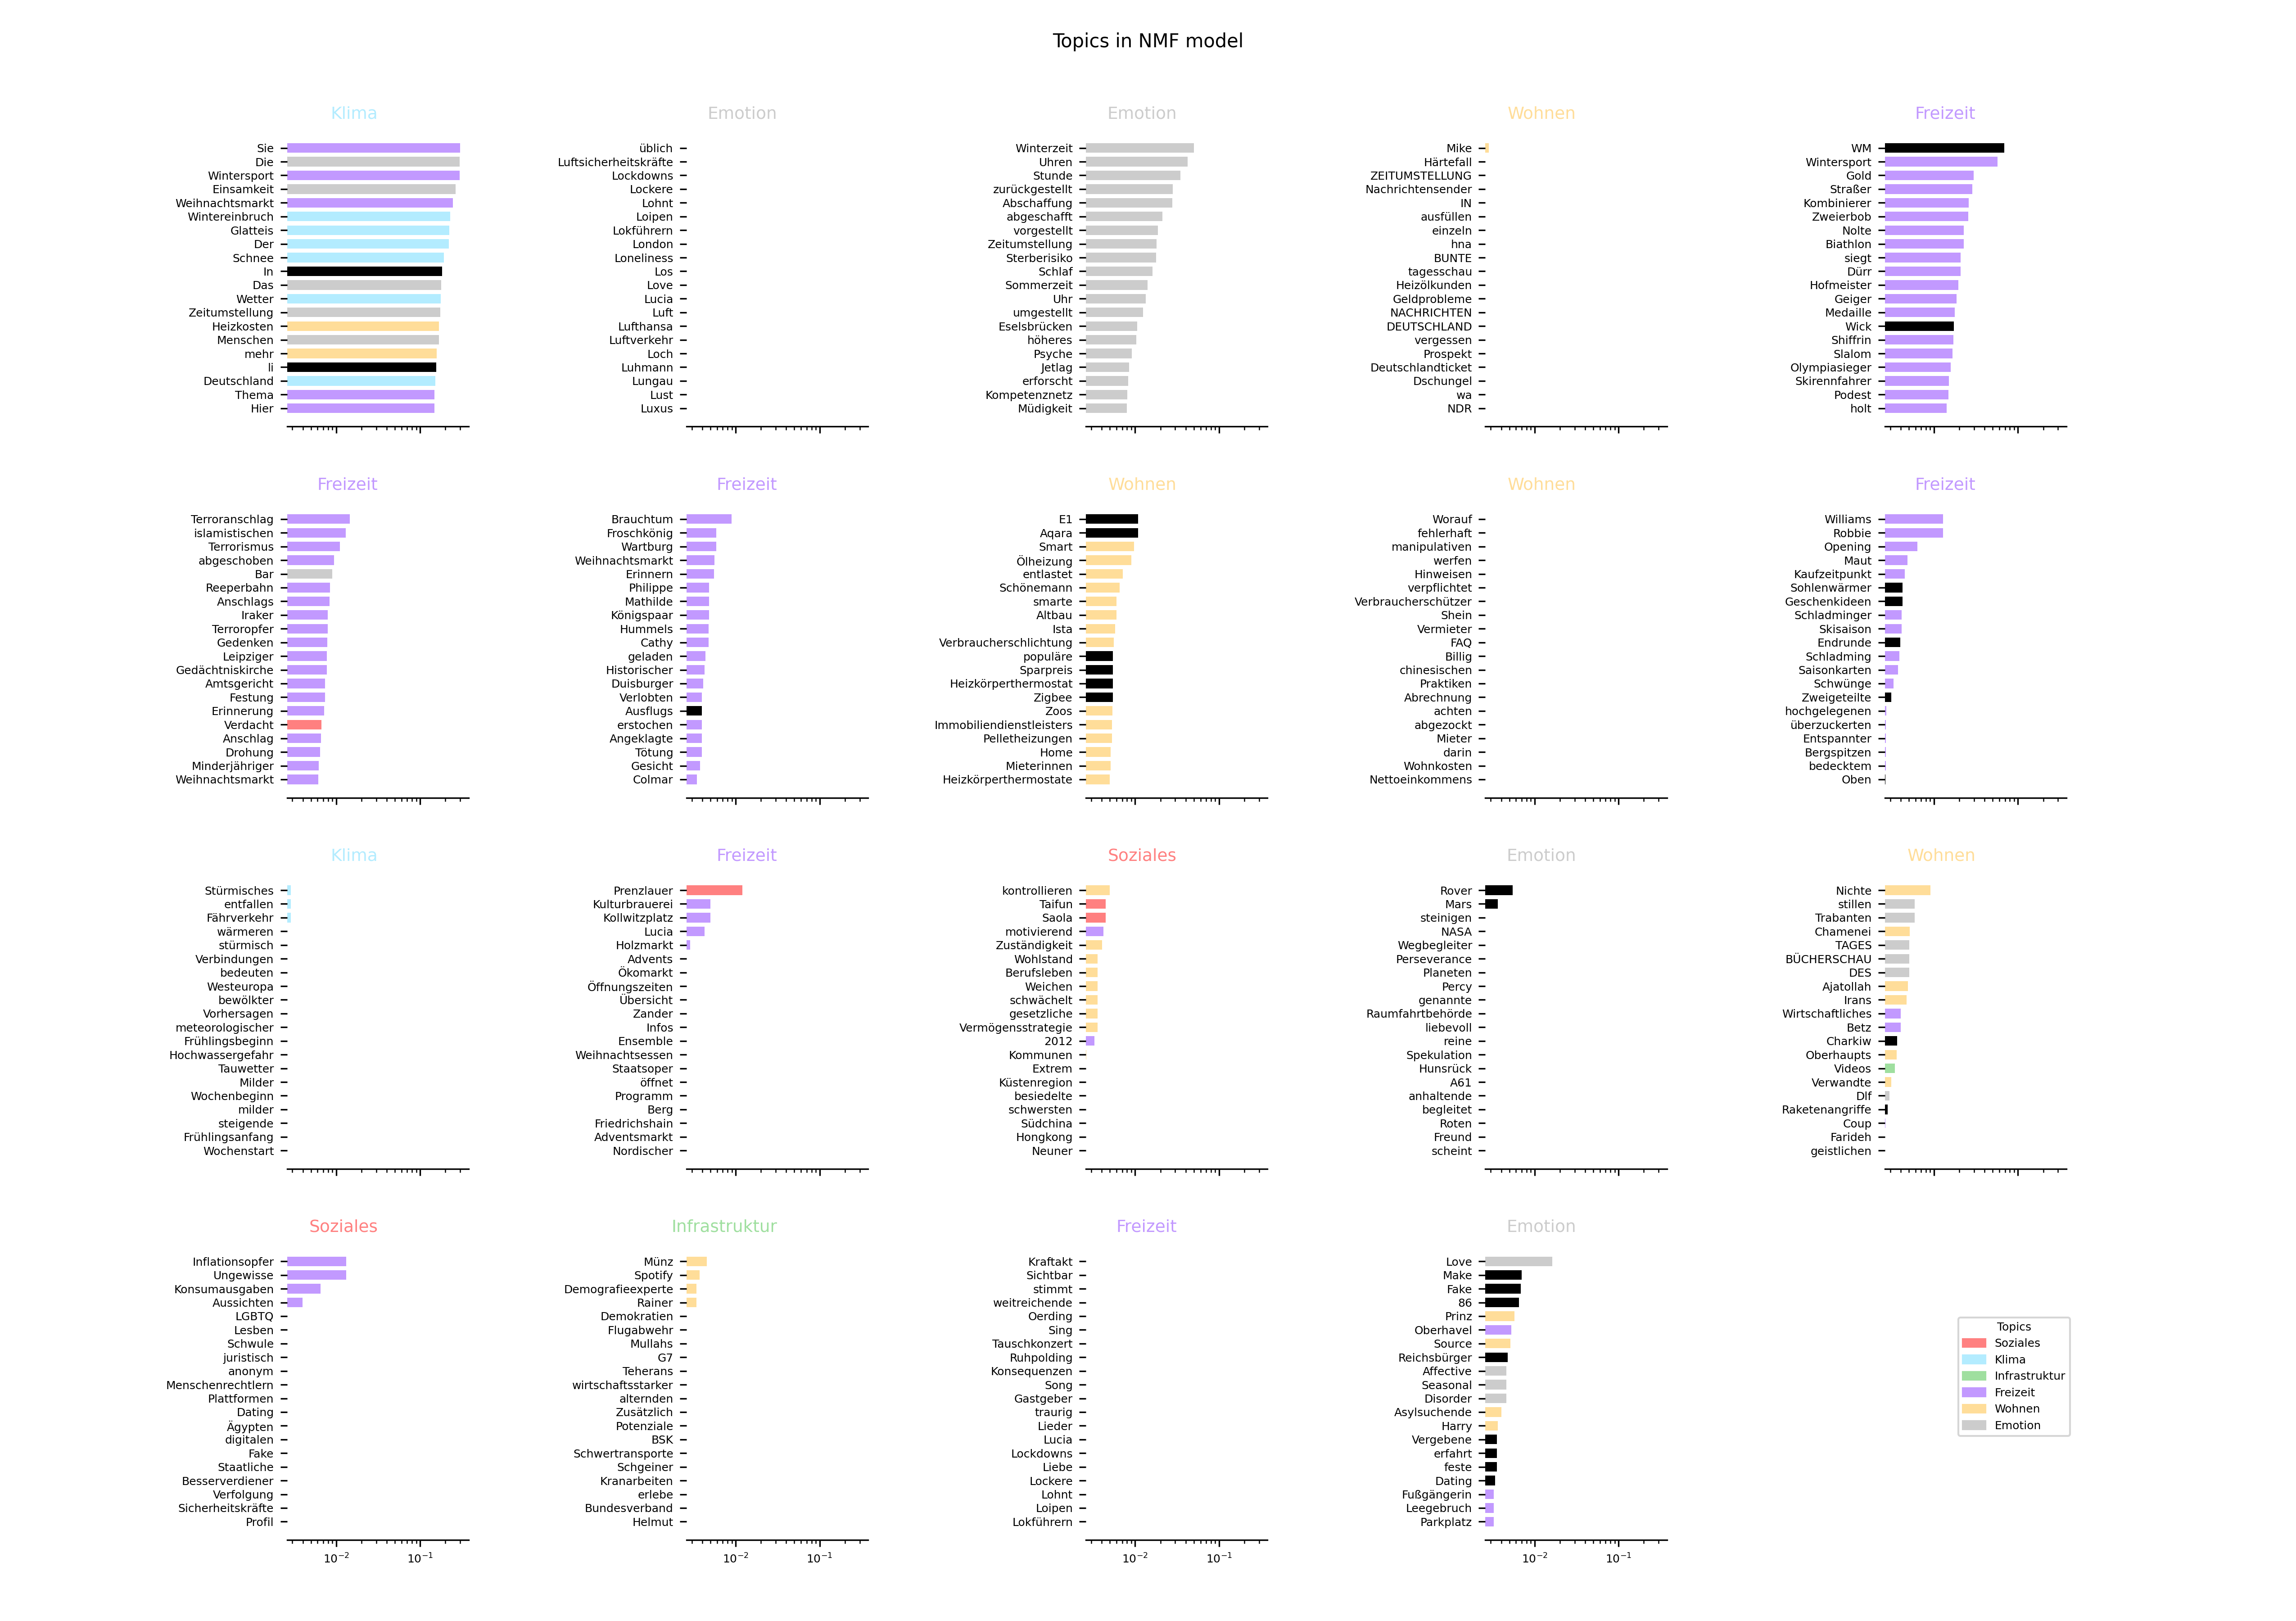 Topics in NMF model
Klima
Sie
Die
Wintersport
Einsamkeit
Weihnachtsmarkt
Wintereinbruch
Glatteis
Der
Schnee
In
Das
Wetter
Zeitumstellung
Heizkosten
Menschen
mehr
li
Deutschland
Thema
Hier
Emotion
üblich
Luftsicherheitskräfte
Lockdowns
Lockere
Lohnt
Loipen
Lokführern
London
Loneliness
Los
Love
Lucia
Luft
Lufthansa
Luftverkehr
Loch
Luhmann
Lungau
Lust
Luxus
Emotion
Winterzeit
Uhren
Stunde
zurückgestellt
Abschaffung
abgeschafft
vorgestellt
Zeitumstellung
Sterberisiko
Schlaf
Sommerzeit
Uhr
umgestellt
Eselsbrücken
höheres
Psyche
Jetlag
erforscht
Kompetenznetz
Müdigkeit
Wohnen
Mike
Härtefall
ZEITUMSTELLUNG
Nachrichtensender
IN
ausfüllen
einzeln
hna
BUNTE
tagesschau
Heizölkunden
Geldprobleme
NACHRICHTEN
DEUTSCHLAND
vergessen
Prospekt
Deutschlandticket
Dschungel
wa
NDR
Freizeit
WM
Wintersport
Gold
Straßer
Kombinierer
Zweierbob
Nolte
Biathlon
siegt
Dürr
Hofmeister
Geiger
Medaille
Wick
Shiffrin
Slalom
Olympiasieger
Skirennfahrer
Podest
holt
Freizeit
Terroranschlag
islamistischen
Terrorismus
abgeschoben
Bar
Reeperbahn
Anschlags
Iraker
Terroropfer
Gedenken
Leipziger
Gedächtniskirche
Amtsgericht
Festung
Erinnerung
Verdacht
Anschlag
Drohung
Minderjähriger
Weihnachtsmarkt
Freizeit
Brauchtum
Froschkönig
Wartburg
Weihnachtsmarkt
Erinnern
Philippe
Mathilde
Königspaar
Hummels
Cathy
geladen
Historischer
Duisburger
Verlobten
Ausflugs
erstochen
Angeklagte
Tötung
Gesicht
Colmar
Wohnen
E1
Aqara
Smart
Ölheizung
entlastet
Schönemann
smarte
Altbau
Ista
Verbraucherschlichtung
populäre
Sparpreis
Heizkörperthermostat
Zigbee
Zoos
Immobiliendienstleisters
Pelletheizungen
Home
Mieterinnen
Heizkörperthermostate
Wohnen
Worauf
fehlerhaft
manipulativen
werfen
Hinweisen
verpflichtet
Verbraucherschützer
Shein
Vermieter
FAQ
Billig
chinesischen
Praktiken
Abrechnung
achten
abgezockt
Mieter
darin
Wohnkosten
Nettoeinkommens
Freizeit
Williams
Robbie
Opening
Maut
Kaufzeitpunkt
Sohlenwärmer
Geschenkideen
Schladminger
Skisaison
Endrunde
Schladming
Saisonkarten
Schwünge
Zweigeteilte
hochgelegenen
überzuckerten
Entspannter
Bergspitzen
bedecktem
Oben
Klima
Stürmisches
entfallen
Fährverkehr
wärmeren
stürmisch
Verbindungen
bedeuten
Westeuropa
bewölkter
Vorhersagen
meteorologischer
Frühlingsbeginn
Hochwassergefahr
Tauwetter
Milder
Wochenbeginn
milder
steigende
Frühlingsanfang
Wochenstart
Freizeit
Prenzlauer
Kulturbrauerei
Kollwitzplatz
Lucia
Holzmarkt
Advents
Ökomarkt
Öffnungszeiten
Übersicht
Zander
Infos
Ensemble
Weihnachtsessen
Staatsoper
öffnet
Programm
Berg
Friedrichshain
Adventsmarkt
Nordischer
Soziales
kontrollieren
Taifun
Saola
motivierend
Zuständigkeit
Wohlstand
Berufsleben
Weichen
schwächelt
gesetzliche
Vermögensstrategie
2012
Kommunen
Extrem
Küstenregion
besiedelte
schwersten
Südchina
Hongkong
Neuner
Emotion
Rover
Mars
steinigen
NASA
Wegbegleiter
Perseverance
Planeten
Percy
genannte
Raumfahrtbehörde
liebevoll
reine
Spekulation
Hunsrück
A61
anhaltende
begleitet
Roten
Freund
scheint
Wohnen
Nichte
stillen
Trabanten
Chamenei
TAGES
BÜCHERSCHAU
DES
Ajatollah
Irans
Wirtschaftliches
Betz
Charkiw
Oberhaupts
Videos
Verwandte
Dlf
Raketenangriffe
Coup
Farideh
geistlichen
Soziales
Inflationsopfer
Ungewisse
Konsumausgaben
Aussichten
LGBTQ
Lesben
Schwule
juristisch
anonym
Menschenrechtlern
Plattformen
Dating
Ägypten
digitalen
Fake
Staatliche
Besserverdiener
Verfolgung
Sicherheitskräfte
Profil
10⁻² 10⁻¹
Infrastruktur
Münz
Spotify
Demografieexperte
Rainer
Demokratien
Flugabwehr
Mullahs
G7
Teherans
wirtschaftsstarker
alternden
Zusätzlich
Potenziale
BSK
Schwertransporte
Schgeiner
Kranarbeiten
erlebe
Bundesverband
Helmut
10⁻² 10⁻¹
Freizeit
Kraftakt
Sichtbar
stimmt
weitreichende
Oerding
Sing
Tauschkonzert
Ruhpolding
Konsequenzen
Song
Gastgeber
traurig
Lieder
Lucia
Lockdowns
Liebe
Lockere
Lohnt
Loipen
Lokführern
10⁻² 10⁻¹
Emotion
Love
Make
Fake
86
Prinz
Oberhavel
Source
Reichsbürger
Affective
Seasonal
Disorder
Asylsuchende
Harry
Vergebene
erfahrt
feste
Dating
Fußgängerin
Leegebruch
Parkplatz
10⁻² 10⁻¹
Topics
Soziales
Klima
Infrastruktur
Freizeit
Wohnen
Emotion